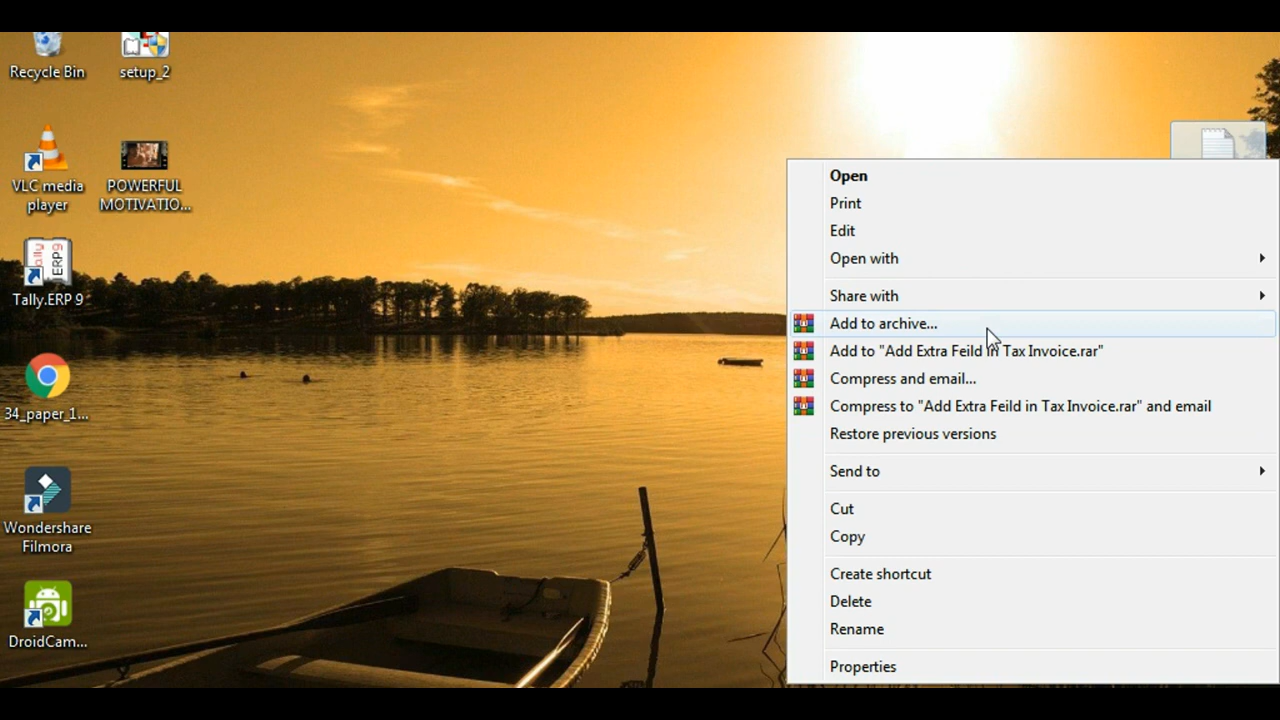 Recycle Bin
setup_2
VLC media
player
POWERFUL
MOTIVATIO...
Tally
ERP9
Tally.ERP 9
34_paper_1...
Wondershare
Filmora
DroidCam...
Open
Print
Edit
Open with
Share with
Add to archive...
Add to "Add Extra Feild in Tax Invoice.rar"
Compress and email...
Compress to "Add Extra Feild in Tax Invoice.rar" and email
Restore previous versions
Send to
Cut
Copy
Create shortcut
Delete
Rename
Properties